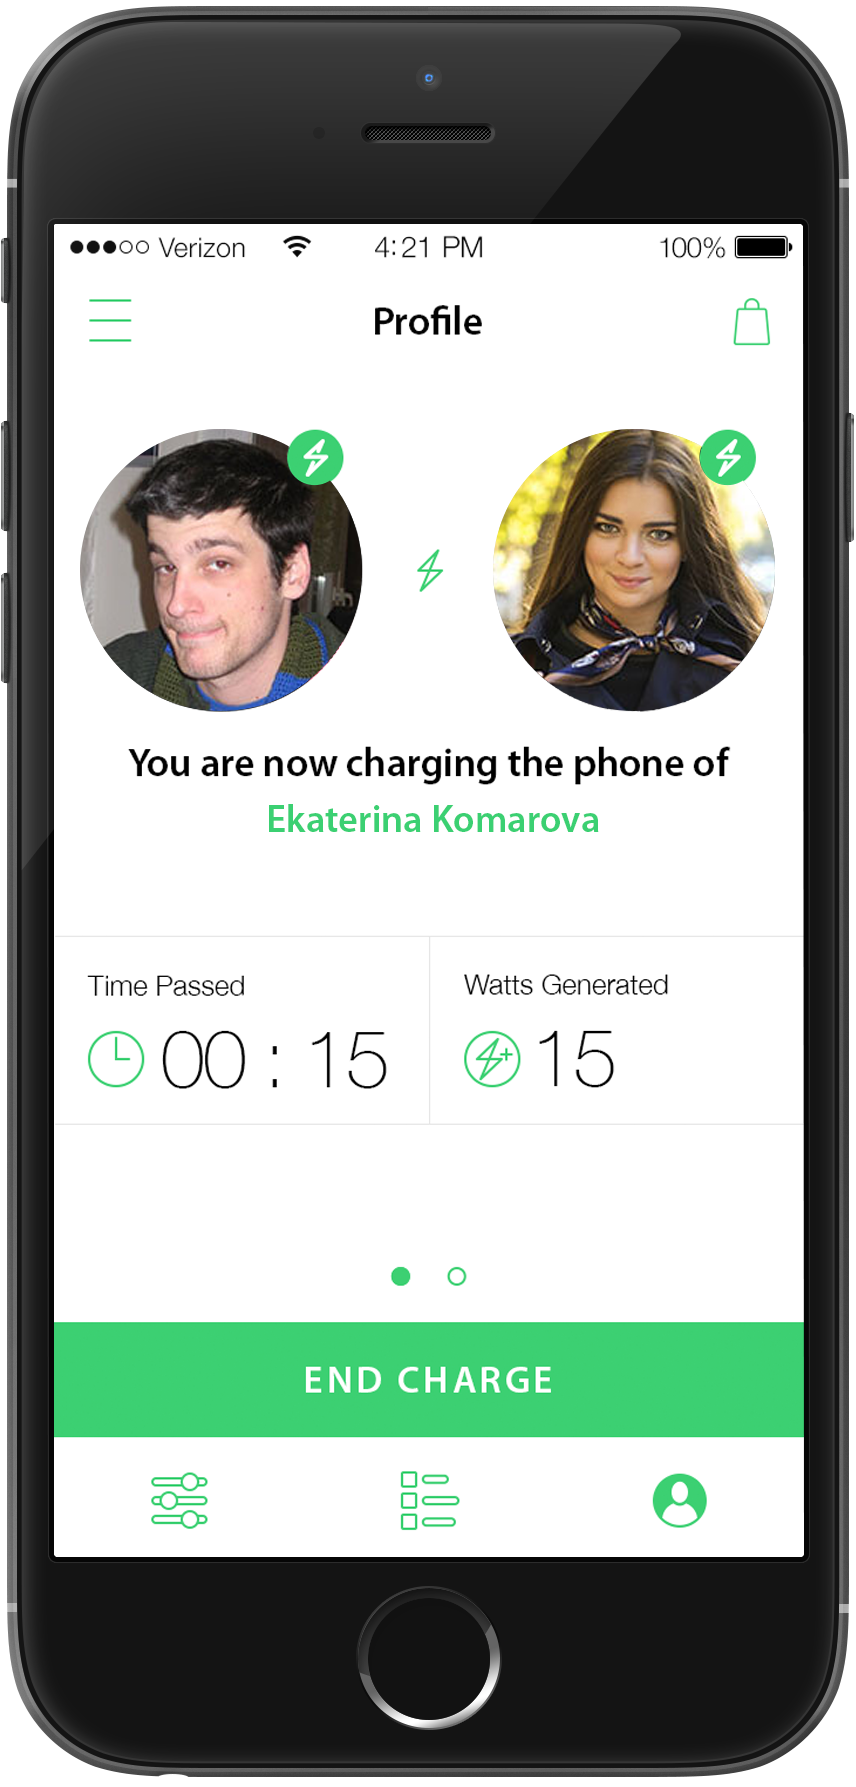 Verizon 4:21 PM 100%
Profile
You are now charging the phone of
Ekaterina Komarova
Time Passed
00 : 15
Watts Generated
15
END CHARGE